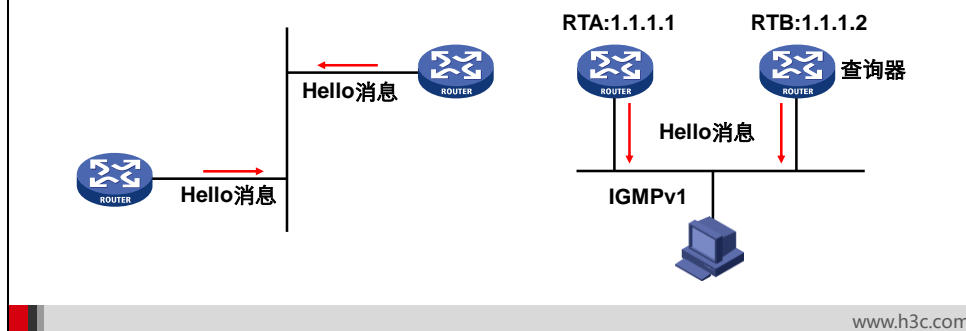 RTA:1.1.1.1
RTB:1.1.1.2
ROUTER
Hello消息
ROUTER
Hello消息
ROUTER
ROUTER
查询器
Hello消息
IGMPv1
www.h3c.com